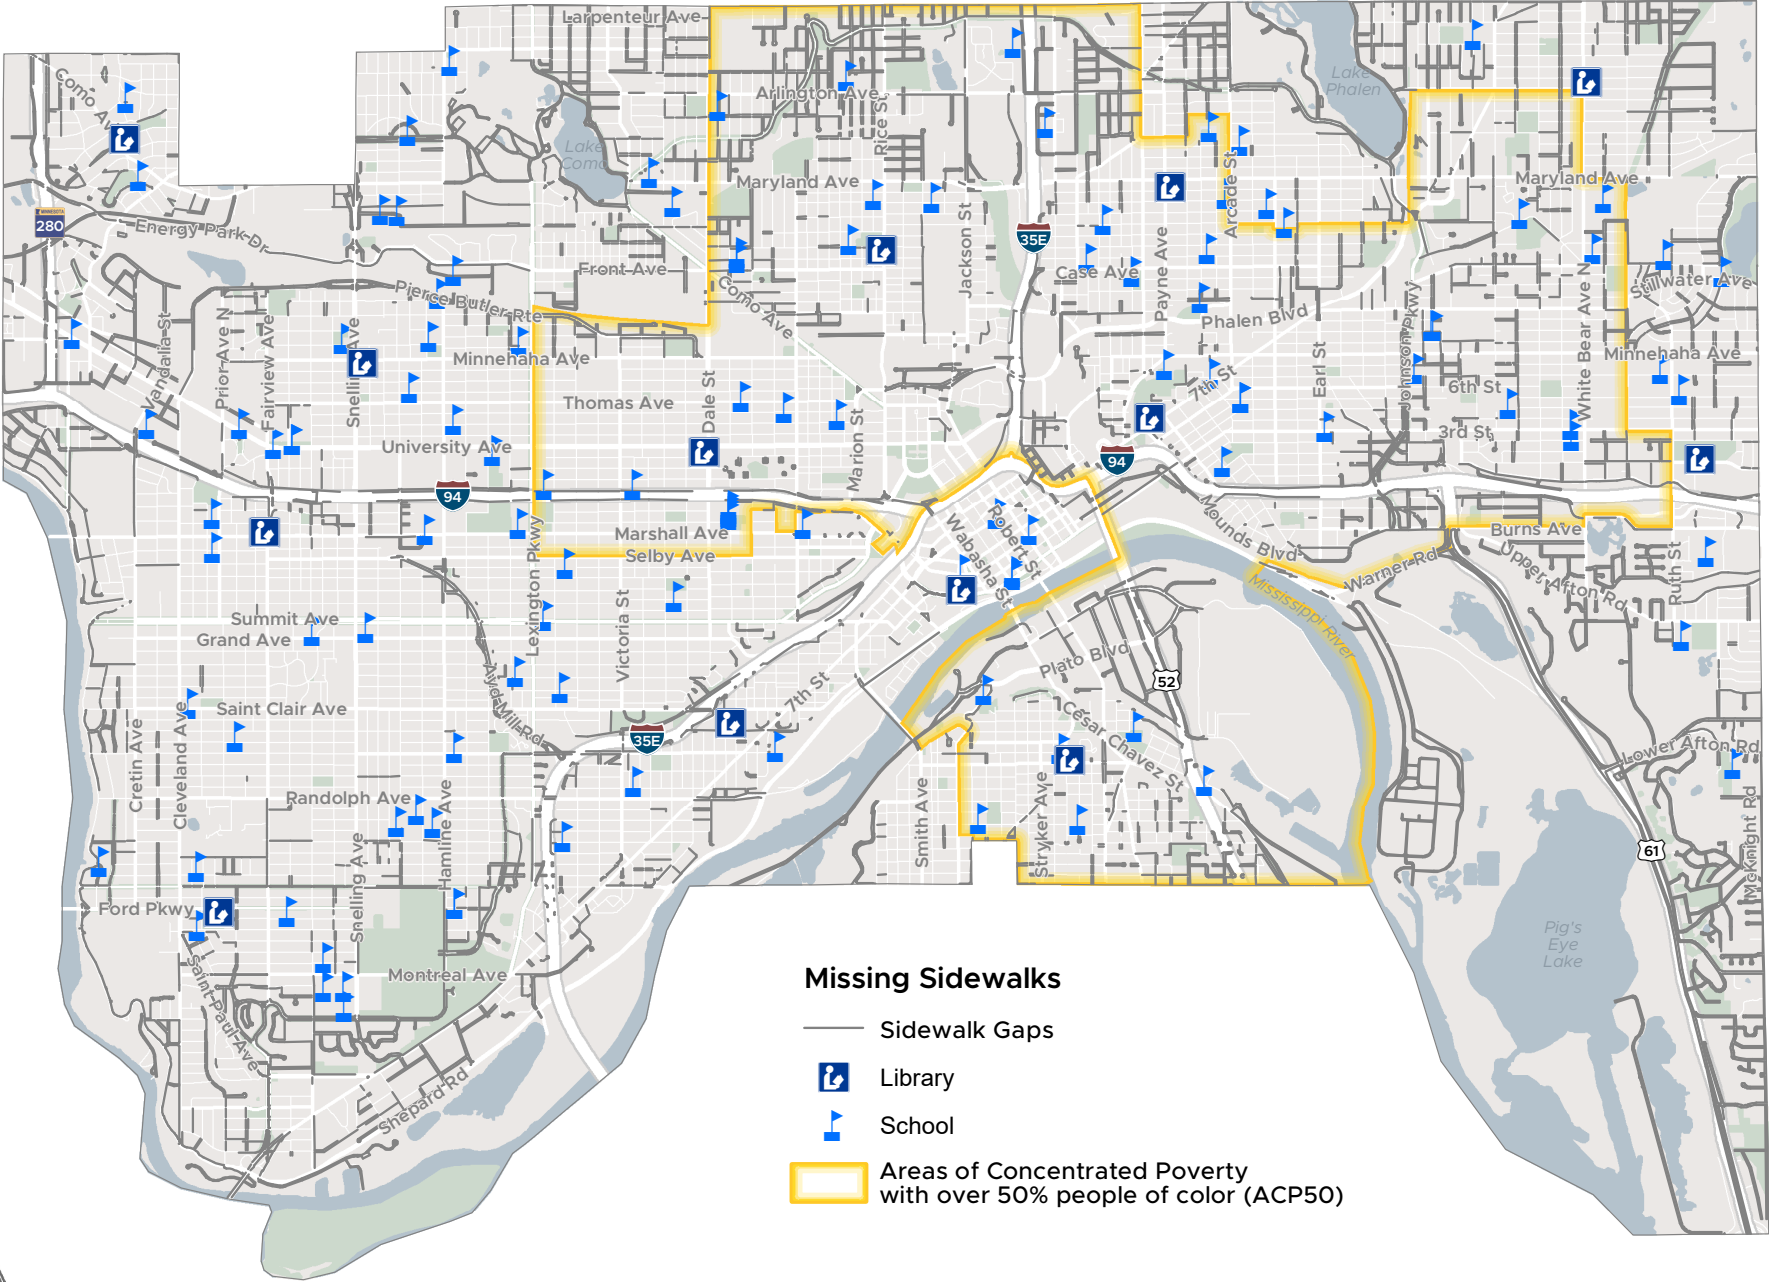 Larpenteur Ave
Como Av
Arlington Ave
Rice St
Lake
Phalen
Lake
Como
Maryland Ave
Maryland Ave
MINNESOTA
280
Energy Park Dr
Front Ave
Jackson St
35E
Arcade St
Payne Ave
Case Ave
Stillwater Ave
Pierce Butler Rte
Como Ave
Phalen Blvd
Vandalia St
Prior Ave N
Fairview Ave
Snelling Ave
Minnehaha Ave
Minnehaha Ave
Earl St
Johnson Pkwy
White Bear Ave N
6th St
7th St
Thomas Ave
Dale St
Marion St
3rd St
University Ave
94
94
Marshall Ave
Selby Ave
Lexington Pkwy
Victoria St
Wabasha St
Robert St
Mounds Blvd
Burns Ave
Warner Rd
Upper Afton Rd
Ruth St
Mississippi River
Summit Ave
Grand Ave
Plato Blvd
52
Ayd Mill Rd
7th St
Saint Clair Ave
César Chavez St
35E
Lower Afton Rd
Cretin Ave
Cleveland Ave
Randolph Ave
Hamline Ave
Snelling Ave
Smith Ave
Stryker Ave
McKnight Rd
61
Ford Pkwy
Pig's
Eye
Lake
Saint Paul Ave
Montreal Ave
Shepard Rd
Missing Sidewalks
Sidewalk Gaps
Library
School
Areas of Concentrated Poverty
with over 50% people of color (ACP50)